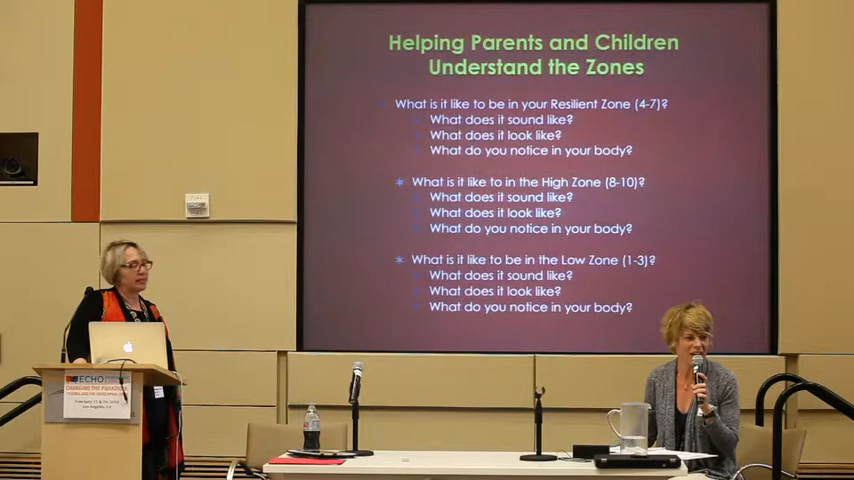 Helping Parents and Children
Understand the Zones
What is it like to be in your Resilient Zone (4-7)?
What does it sound like?
What does it look like?
What do you notice in your body?
* What is it like to in the High Zone (8-10)?
What does it sound like?
What does it look like?
What do you notice in your body?
* What is it like to be in the Low Zone (1-3)?
What does it sound like?
What does it look like?
What do you notice in your body?
ECHO
CHANGING THE PARADIGM
Los Angeles, CA